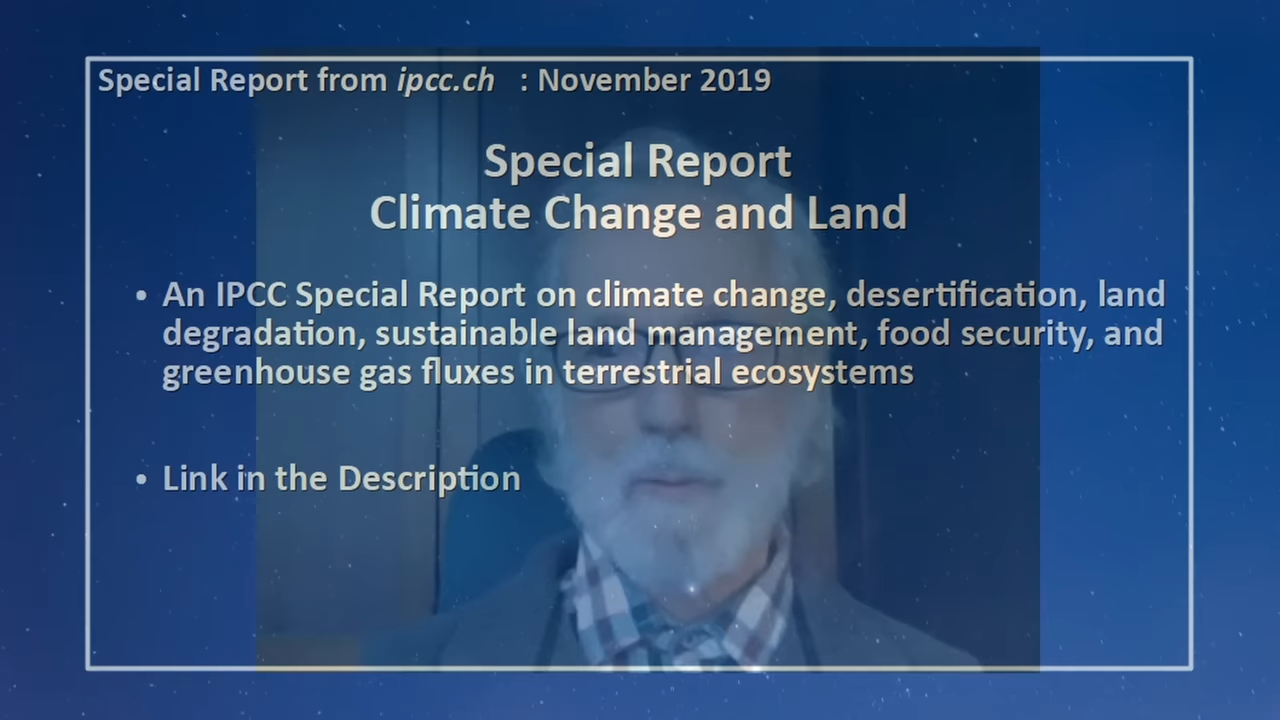 Special Report from ipcc.ch : November 2019
Special Report
Climate Change and Land
• An IPCC Special Report on climate change, desertification, land
degradation, sustainable land management, food security, and
greenhouse gas fluxes in terrestrial ecosystems
• Link in the Description